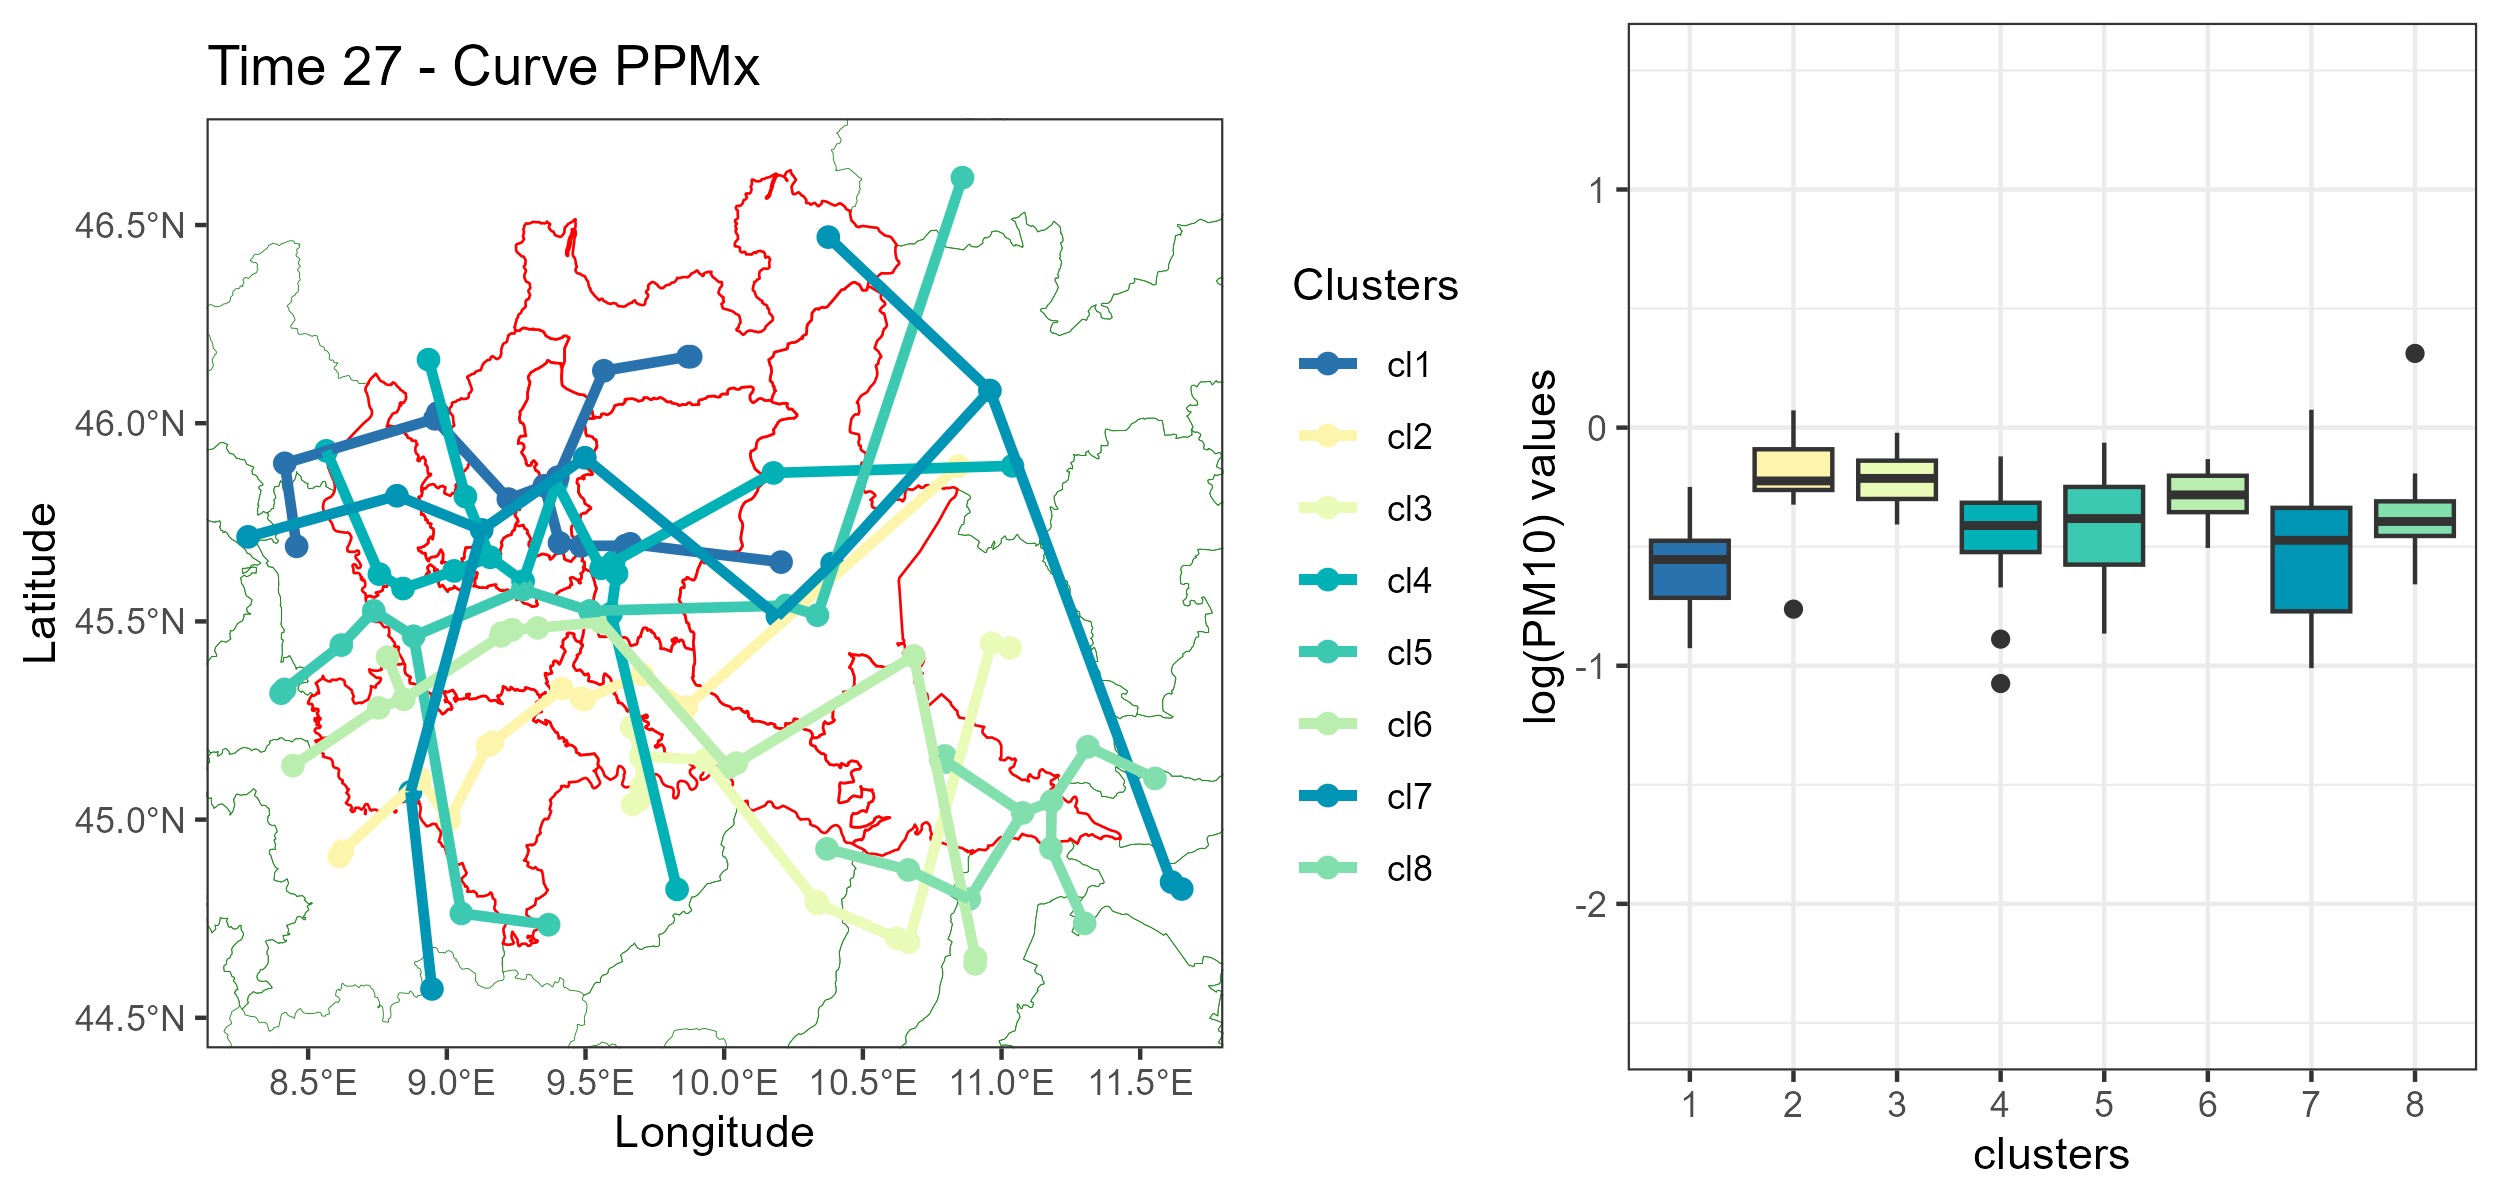 Time 27 - Curve PPMx
Latitude
46.5°N
46.0°N
45.5°N
45.0°N
44.5°N
8.5°E 9.0°E 9.5°E 10.0°E 10.5°E 11.0°E 11.5°E
Longitude
Clusters
cl1
cl2
cl3
cl4
cl5
cl6
cl7
cl8
log(PM10) values
1
0
-1
-2
1 2 3 4 5 6 7 8
clusters